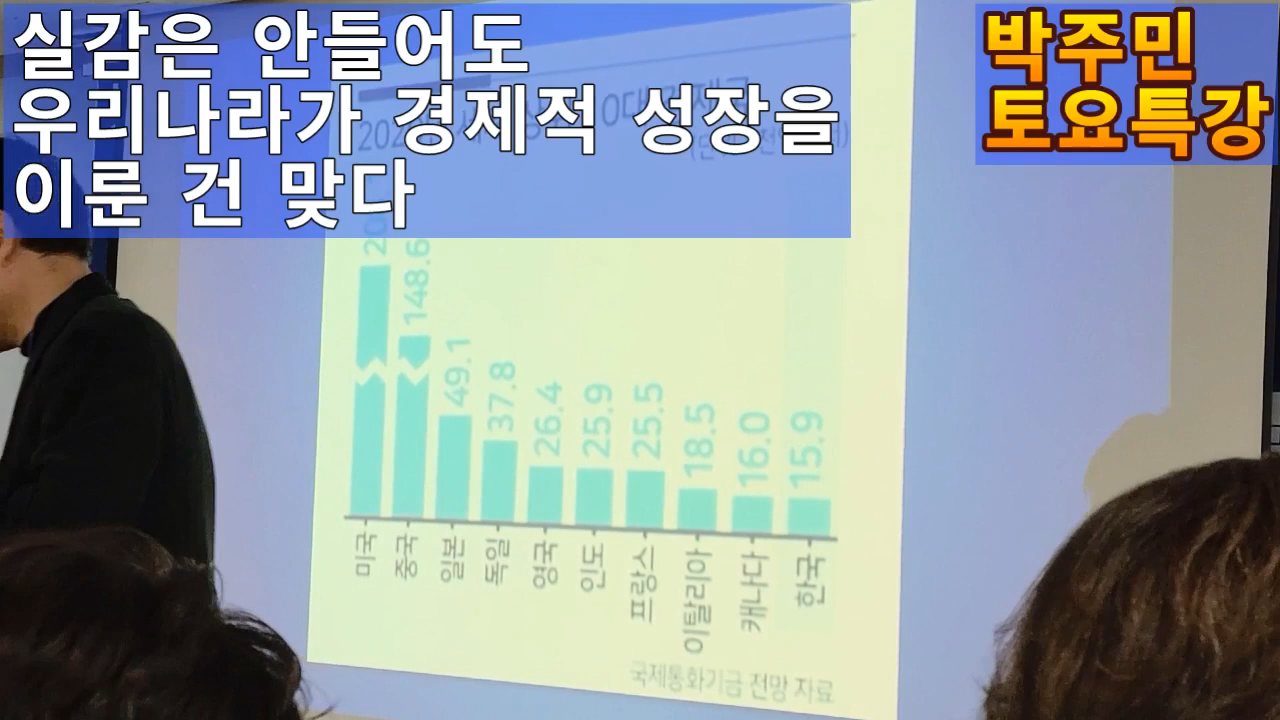 실감은 안들어도
우리나라가 경제적 성장을
이룬 건 맞다
박주민
토요특강
148.6
49.1
37.8
26.4
25.9
25.5
18.5
16.0
15.9
미국
중국
일본
독일
영국
인도
프랑스
이탈리아
캐나다
한국
국제통화기금 전망 자료